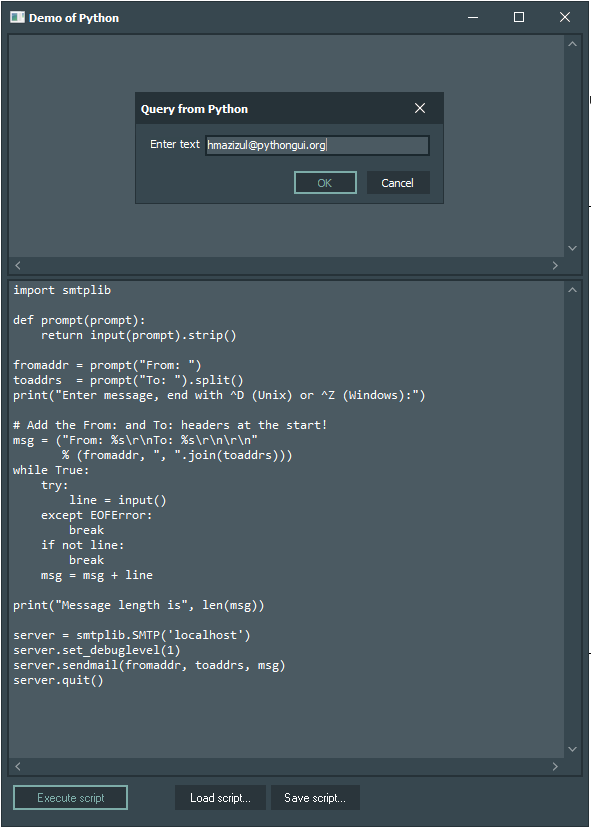 Demo of Python
Query from Python
Enter text hmazizul@pythongui.org
OK Cancel
import smtplib

def prompt(prompt):
    return input(prompt).strip()

fromaddr = prompt("From: ")
toaddrs  = prompt("To: ").split()
print("Enter message, end with ^D (Unix) or ^Z (Windows):")

# Add the From: and To: headers at the start!
msg = ("From: %s\r\nTo: %s\r\n\r\n"
       % (fromaddr, ", ".join(toaddrs)))
while True:
    try:
        line = input()
    except EOFError:
        break
    if not line:
        break
    msg = msg + line

print("Message length is", len(msg))

server = smtplib.SMTP('localhost')
server.set_debuglevel(1)
server.sendmail(fromaddr, toaddrs, msg)
server.quit()
Execute script Load script... Save script...